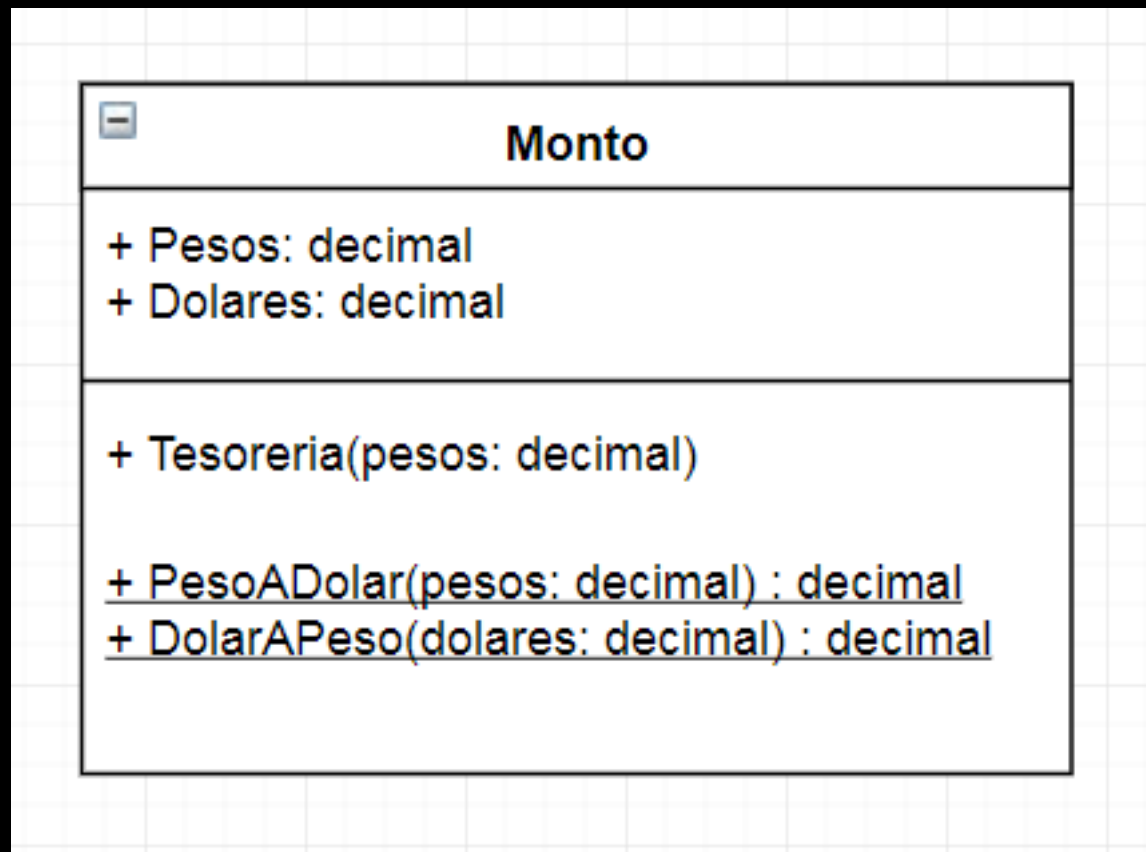 Monto
+ Pesos: decimal
+ Dolares: decimal
+ Tesoreria(pesos: decimal)
+ PesoADolar(pesos: decimal) : decimal
+ DolarAPeso(dolares: decimal) : decimal